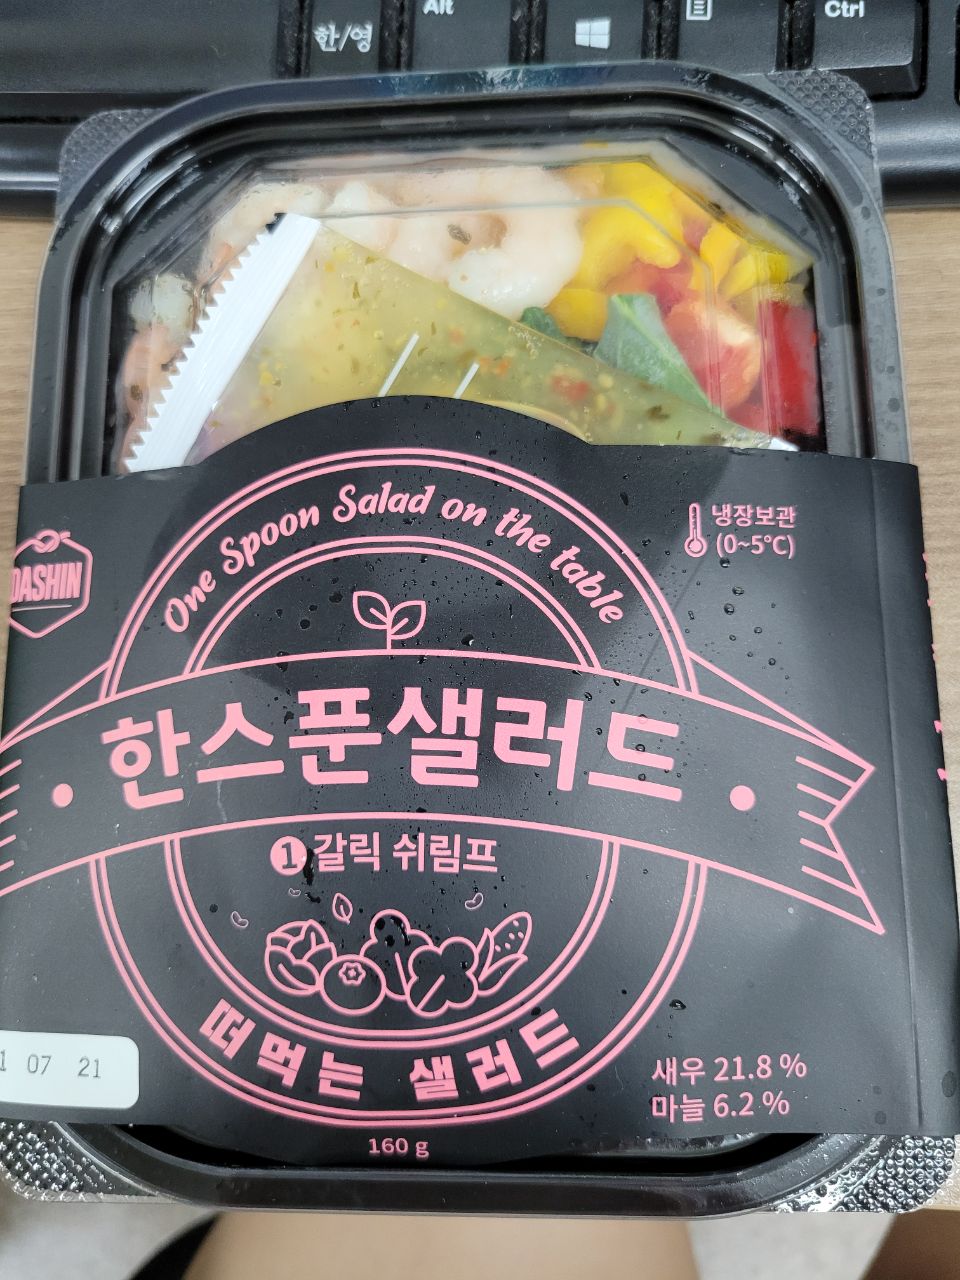 한/영
Alt
Ctrl
One Spoon Salad on the table
냉장보관
(0~5°C)
DASHIN
한스푼샐러드
1 갈릭 쉬림프
떠먹는 샐러드
1 07 21
새우 21.8 %
마늘 6.2 %
160 g